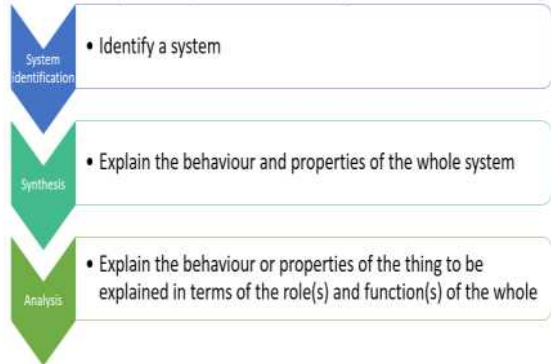 System
identification
• Identify a system
Synthesis
• Explain the behaviour and properties of the whole system
Analysis
• Explain the behaviour or properties of the thing to be
explained in terms of the role(s) and function(s) of the whole